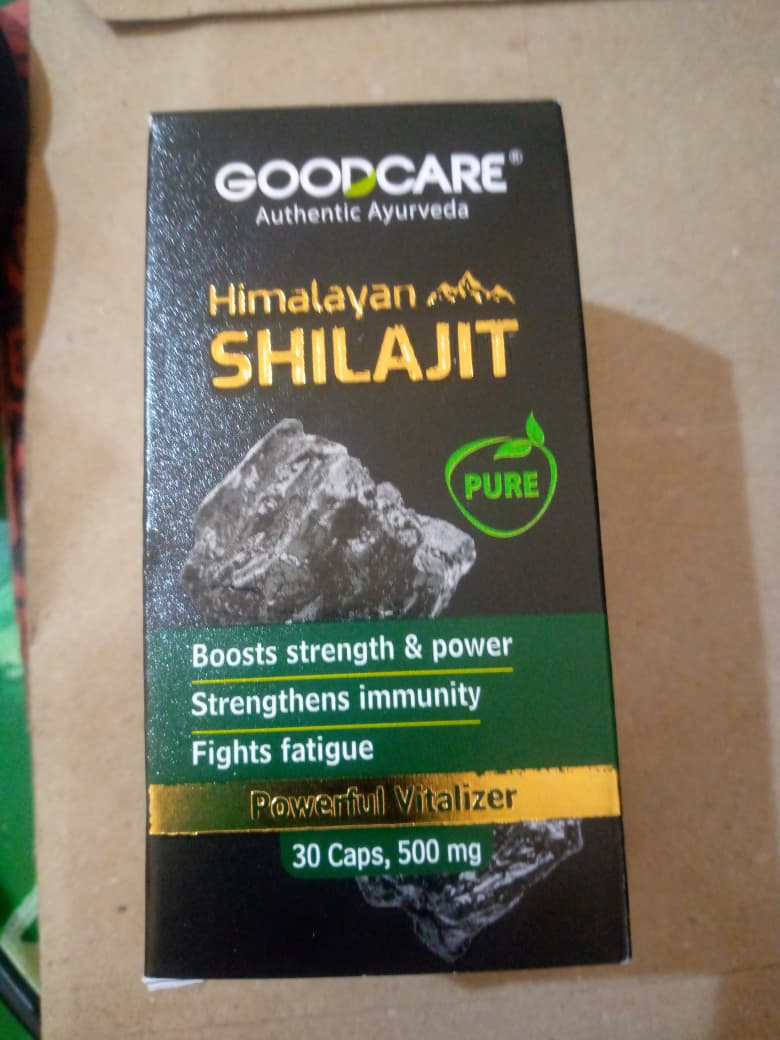 GOODCARE®
Authentic Ayurveda
Himalayan
SHILAJIT
PURE
Boosts strength & power
Strengthens immunity
Fights fatigue
Powerful Vitalizer
30 Caps, 500 mg